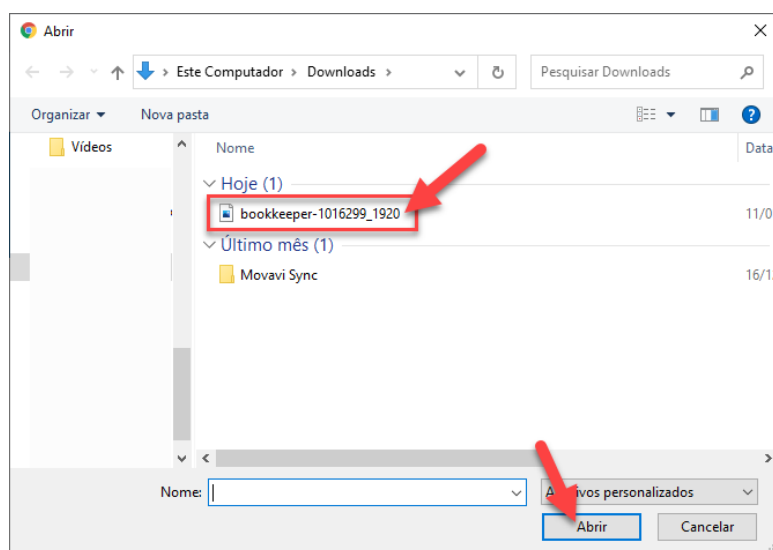 Abrir
Este Computador > Downloads >
Pesquisar Downloads
Organizar
Nova pasta
Vídeos
Nome
Data
Hoje (1)
bookkeeper-1016299_1920
11/0
Último mês (1)
Movavi Sync
16/1
Nome:
personalizados
Abrir
Cancelar